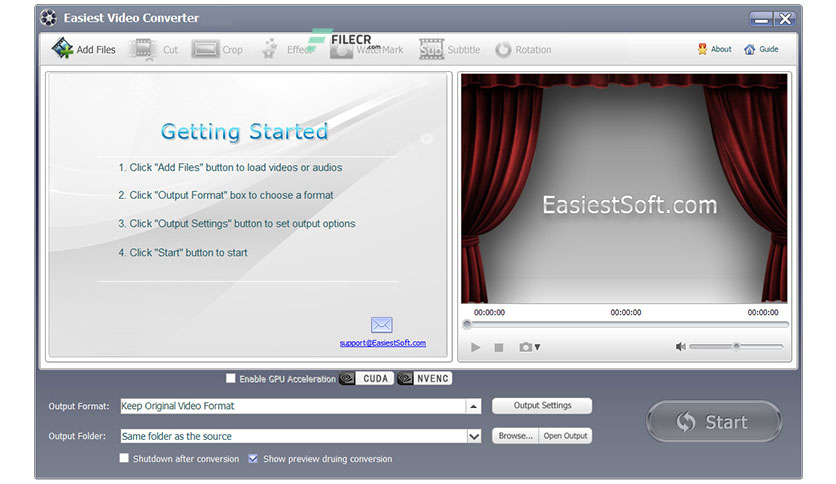 Easiest Video Converter
Add Files Cut Crop Effect WaterMark Subtitle Rotation About Guide
FILECR
.com
Sup
Getting Started
1. Click "Add Files" button to load videos or audios
2. Click "Output Format" box to choose a format
3. Click "Output Settings" button to set output options
4. Click "Start" button to start
support@EasiestSoft.com
EasiestSoft.com
00:00:00 00:00:00 00:00:00
Enable GPU Acceleration CUDA NVENC
Output Format: Keep Original Video Format Output Settings
Output Folder: Same folder as the source Browse... Open Output
Start
Shutdown after conversion Show preview druing conversion